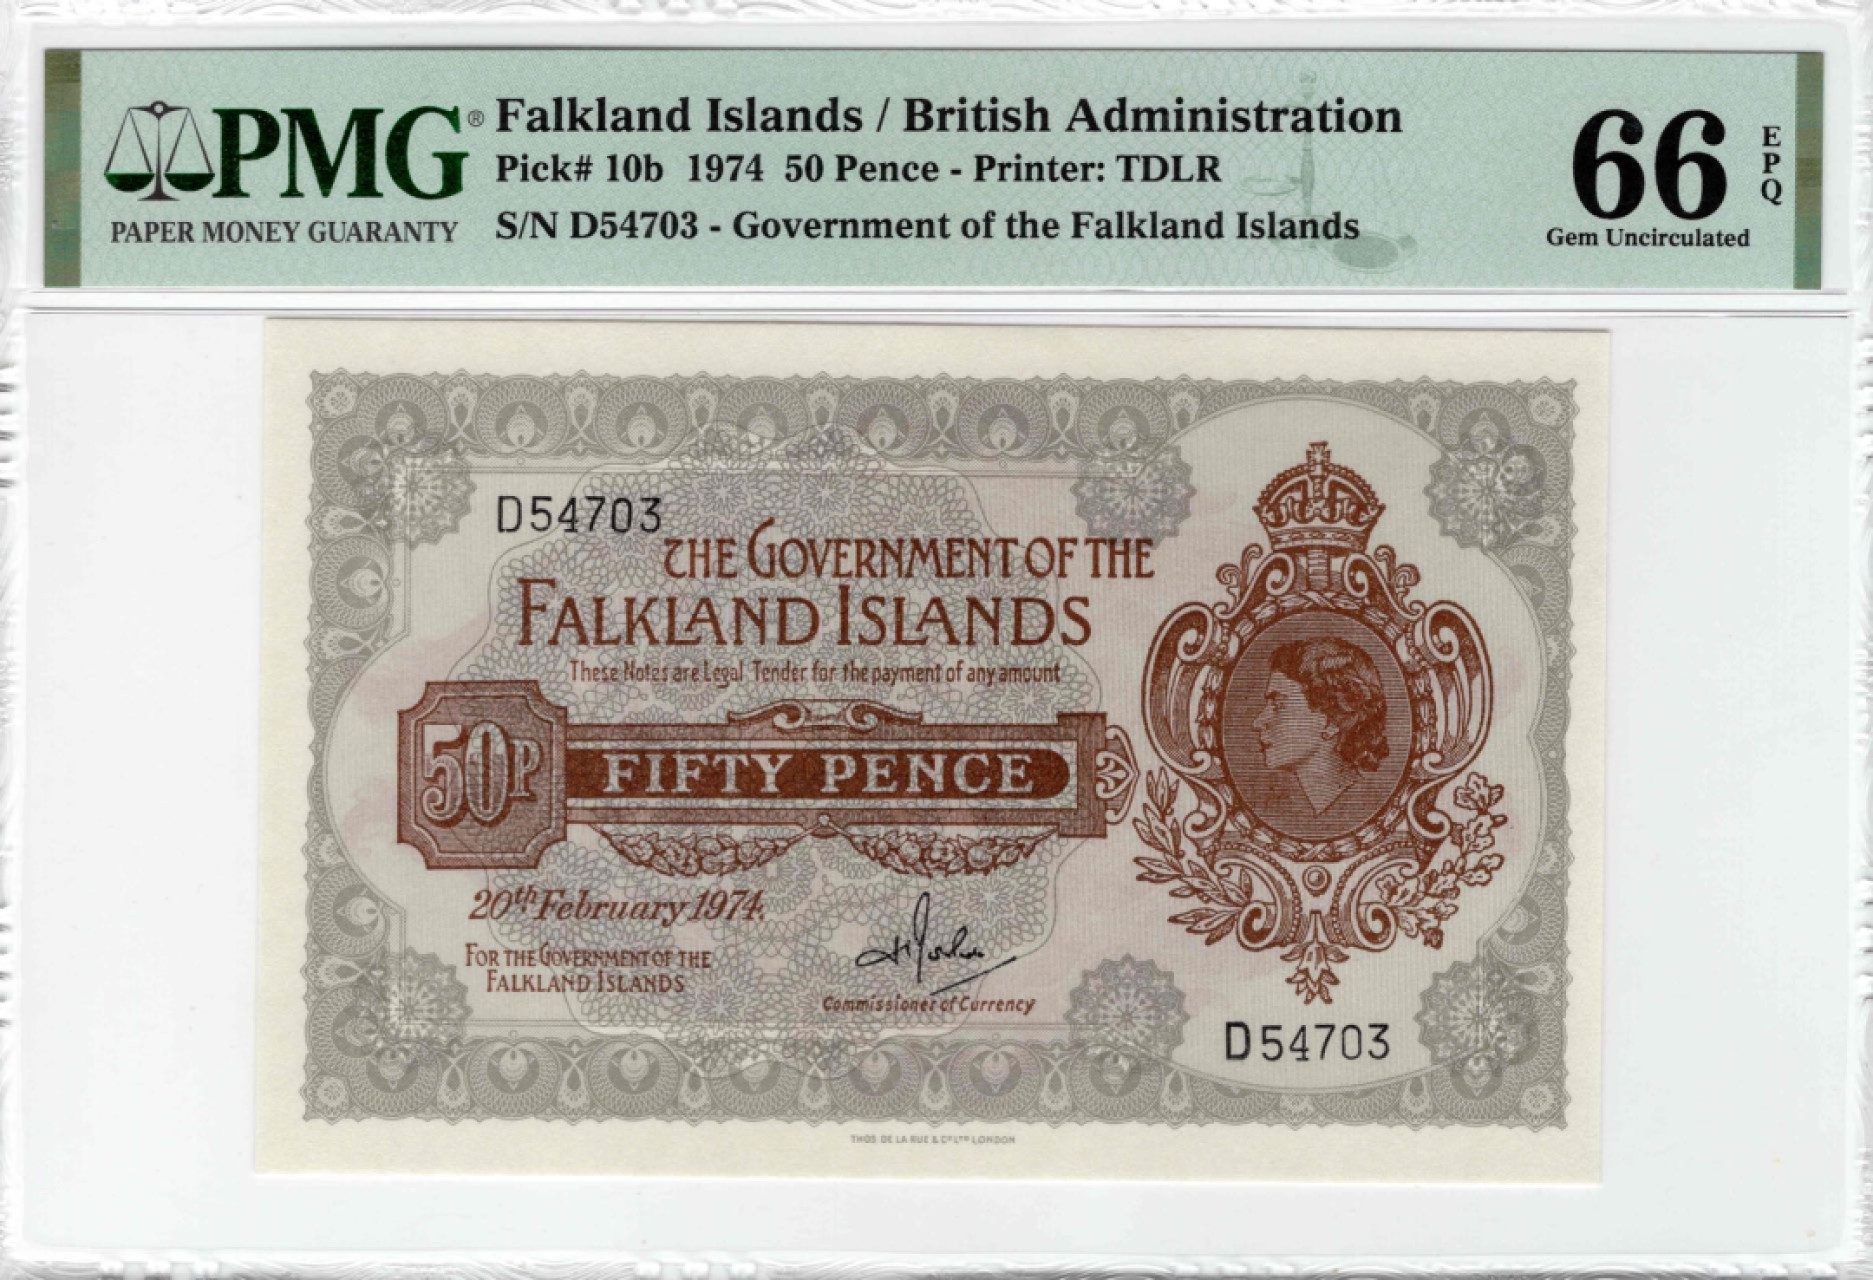 PMG®
PAPER MONEY GUARANTY
Falkland Islands / British Administration
Pick# 10b 1974 50 Pence - Printer: TDLR
S/N D54703 - Government of the Falkland Islands
66
EPQ
Gem Uncirculated
D54703
THE GOVERNMENT OF THE
FALKLAND ISLANDS
These Notes are Legal Tender for the payment of any amount
50P
FIFTY PENCE
20th February 1974.
FOR THE GOVERNMENT OF THE
FALKLAND ISLANDS
Commissioner of Currency
D54703
THOS DE LA RUE & CO LTD LONDON